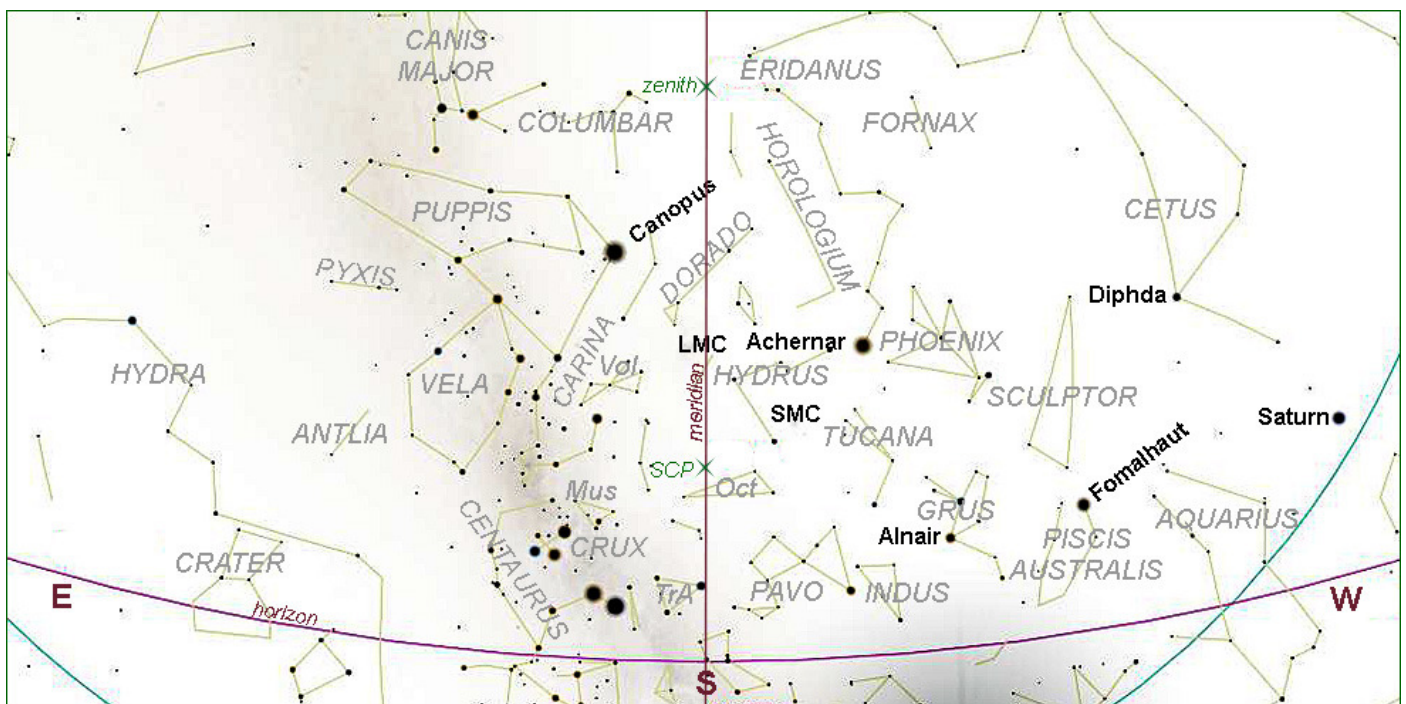 CANIS
MAJOR
zenith
ERIDANUS
COLUMBAR
FORNAX
HOROLOGIUM
PUPPIS
Canopus
CETUS
DORADO
PYXIS
Diphda
CARINA
LMC
Achernar
PHOENIX
HYDRA
VELA
Vol
meridian
HYDRUS
SCULPTOR
SMC
Saturn
ANTLIA
TUCANA
SCP
Fomalhaut
Mus
Oct
GRUS
AQUARIUS
CENTAURUS
CRUX
Alnair
PISCIS
AUSTRALIS
CRATER
TrA
PAVO
INDUS
E
horizon
W
S